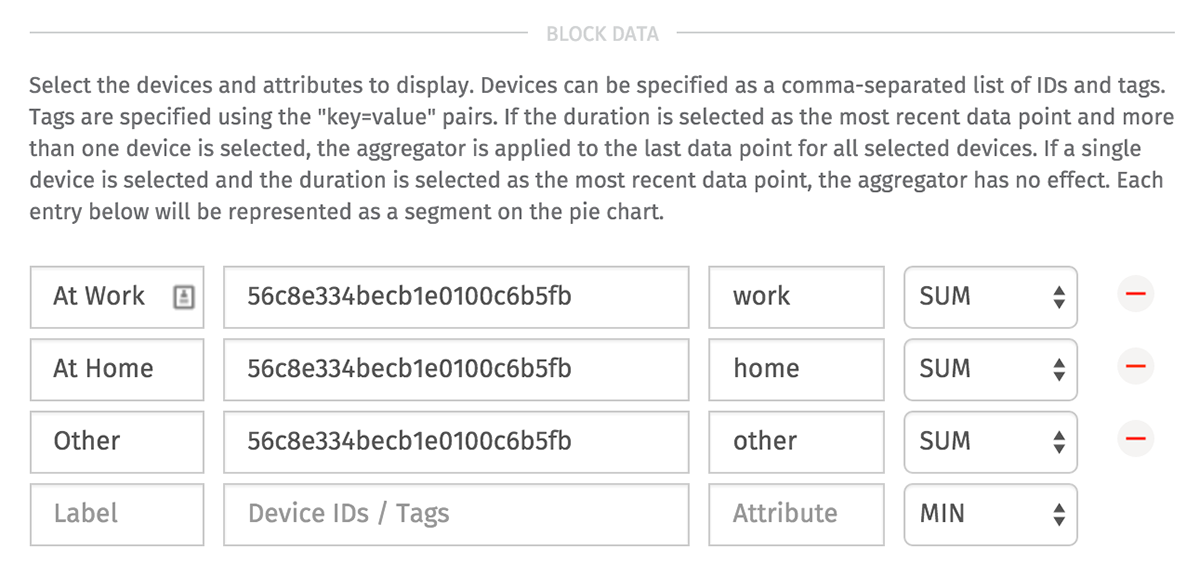 BLOCK DATA
Select the devices and attributes to display. Devices can be specified as a comma-separated list of IDs and tags.
Tags are specified using the "key=value" pairs. If the duration is selected as the most recent data point and more
than one device is selected, the aggregator is applied to the last data point for all selected devices. If a single
device is selected and the duration is selected as the most recent data point, the aggregator has no effect. Each
entry below will be represented as a segment on the pie chart.
At Work 56c8e334becb1e0100c6b5fb work SUM
At Home 56c8e334becb1e0100c6b5fb home SUM
Other 56c8e334becb1e0100c6b5fb other SUM
Label Device IDs / Tags Attribute MIN